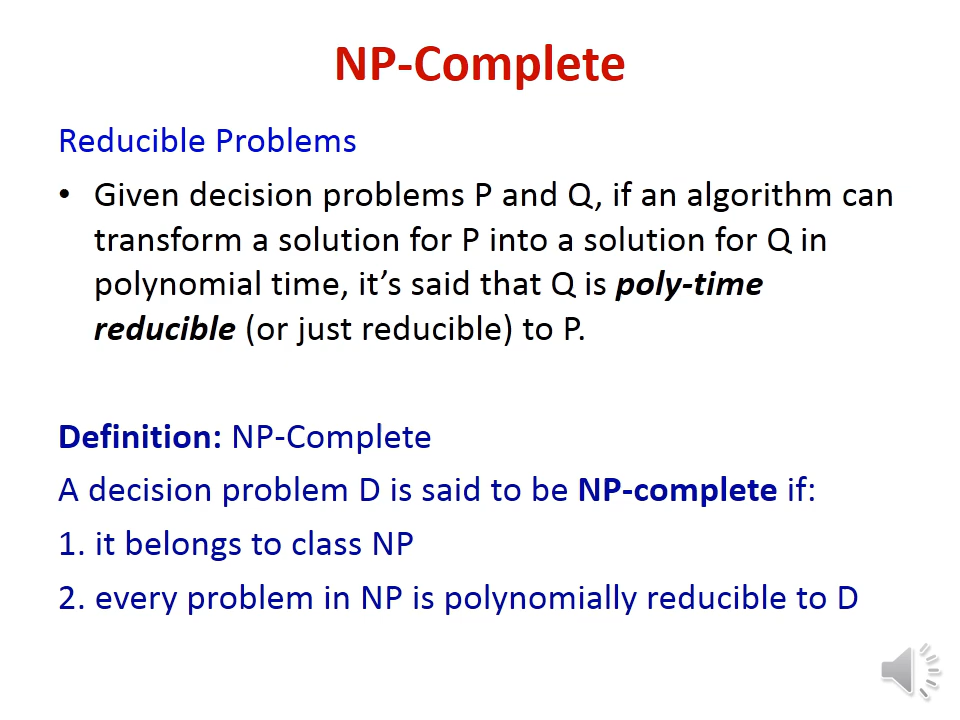 NP-Complete
Reducible Problems
• Given decision problems P and Q, if an algorithm can
transform a solution for P into a solution for Q in
polynomial time, it’s said that Q is poly-time
reducible (or just reducible) to P.
Definition: NP-Complete
A decision problem D is said to be NP-complete if:
1. it belongs to class NP
2. every problem in NP is polynomially reducible to D